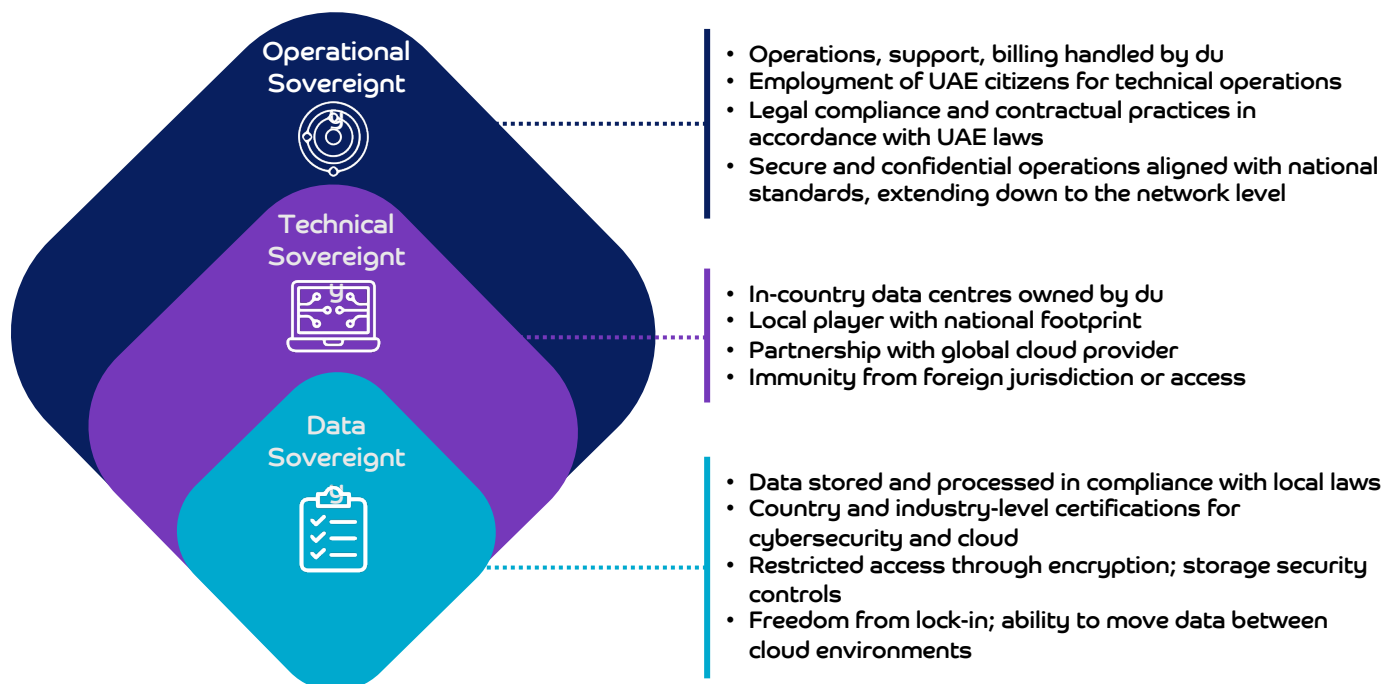 Operational
Sovereignt
y
• Operations, support, billing handled by du
• Employment of UAE citizens for technical operations
• Legal compliance and contractual practices in
accordance with UAE laws
• Secure and confidential operations aligned with national
standards, extending down to the network level
Technical
Sovereignt
y
• In-country data centres owned by du
• Local player with national footprint
• Partnership with global cloud provider
• Immunity from foreign jurisdiction or access
Data
Sovereignt
y
• Data stored and processed in compliance with local laws
• Country and industry-level certifications for
cybersecurity and cloud
• Restricted access through encryption; storage security
controls
• Freedom from lock-in; ability to move data between
cloud environments